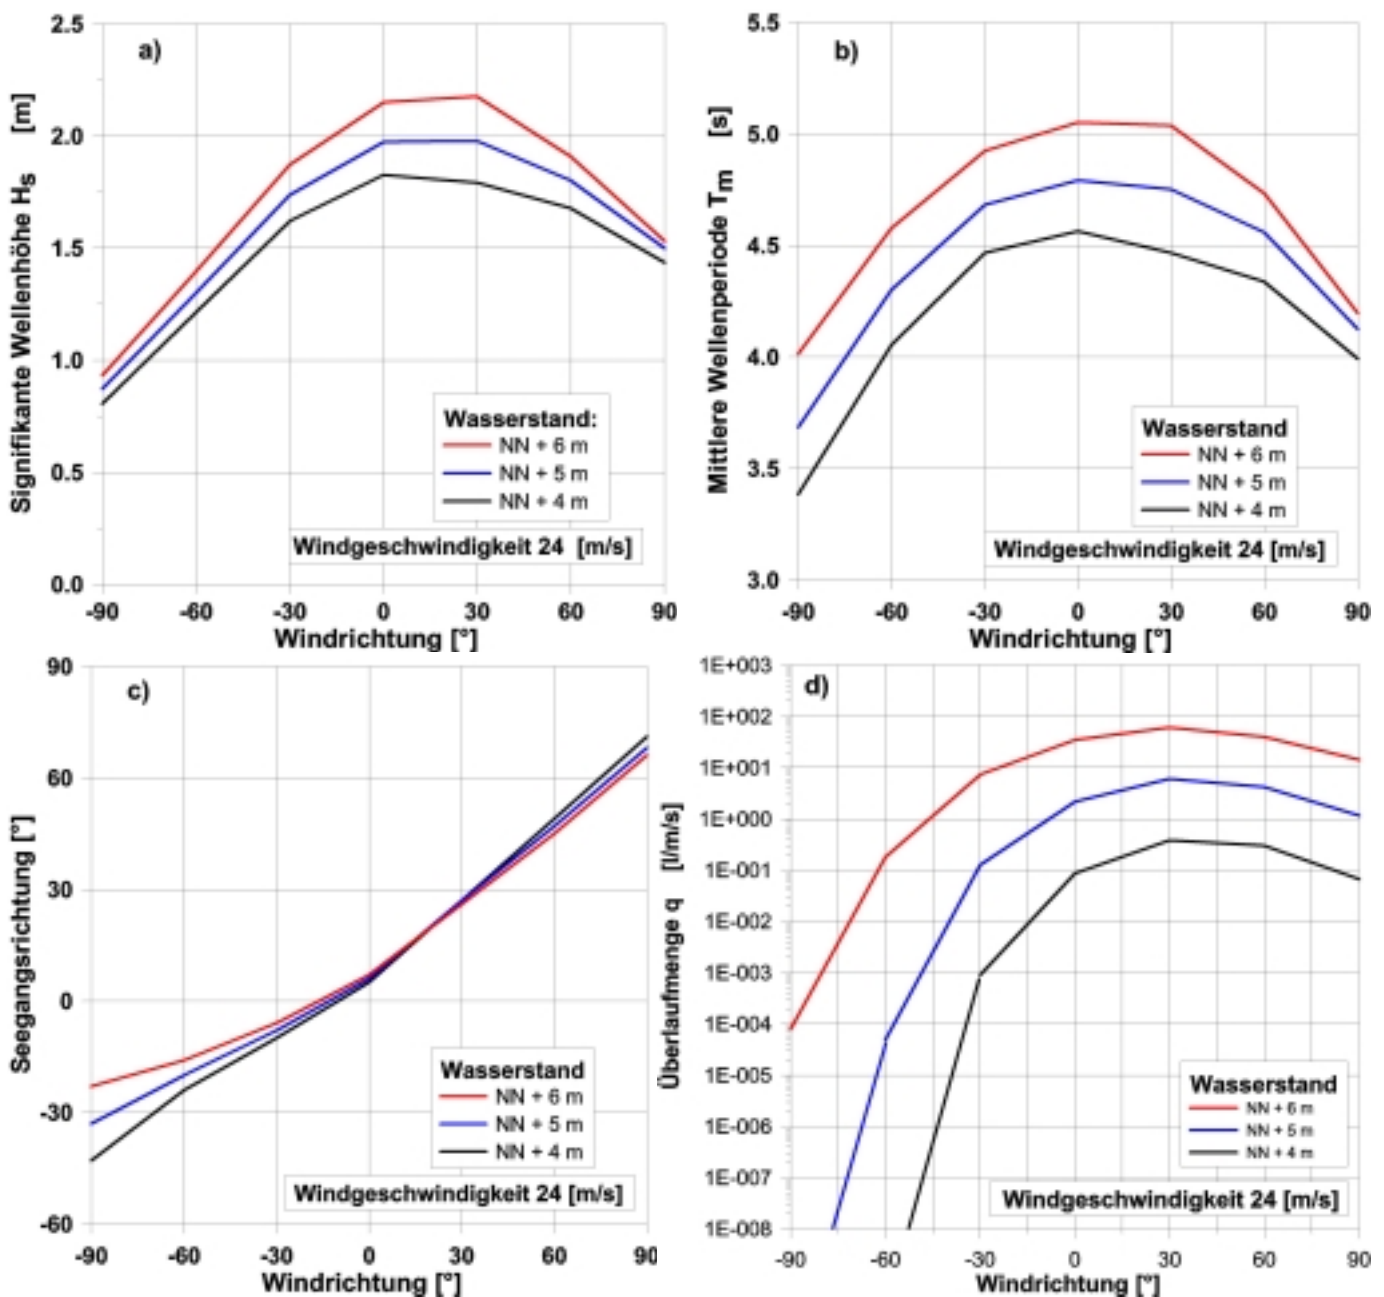 a)
Signifikante Wellenhöhe Hs [m]
2.5
2.0
1.5
1.0
0.5
0.0
Wasserstand:
NN + 6 m
NN + 5 m
NN + 4 m
Windgeschwindigkeit 24 [m/s]
-90 -60 -30 0 30 60 90
Windrichtung [°]
b)
Mittlere Wellenperiode Tm [s]
5.5
5.0
4.5
4.0
3.5
3.0
Wasserstand
NN + 6 m
NN + 5 m
NN + 4 m
Windgeschwindigkeit 24 [m/s]
-90 -60 -30 0 30 60 90
Windrichtung [°]
c)
Seegangsrichtung [°]
90
60
30
0
-30
-60
Wasserstand
NN + 6 m
NN + 5 m
NN + 4 m
Windgeschwindigkeit 24 [m/s]
-90 -60 -30 0 30 60 90
Windrichtung [°]
d)
Überlaufmenge q [l/m/s]
1E+003
1E+002
1E+001
1E+000
1E-001
1E-002
1E-003
1E-004
1E-005
1E-006
1E-007
1E-008
Wasserstand
NN + 6 m
NN + 5 m
NN + 4 m
Windgeschwindigkeit 24 [m/s]
-90 -60 -30 0 30 60 90
Windrichtung [°]